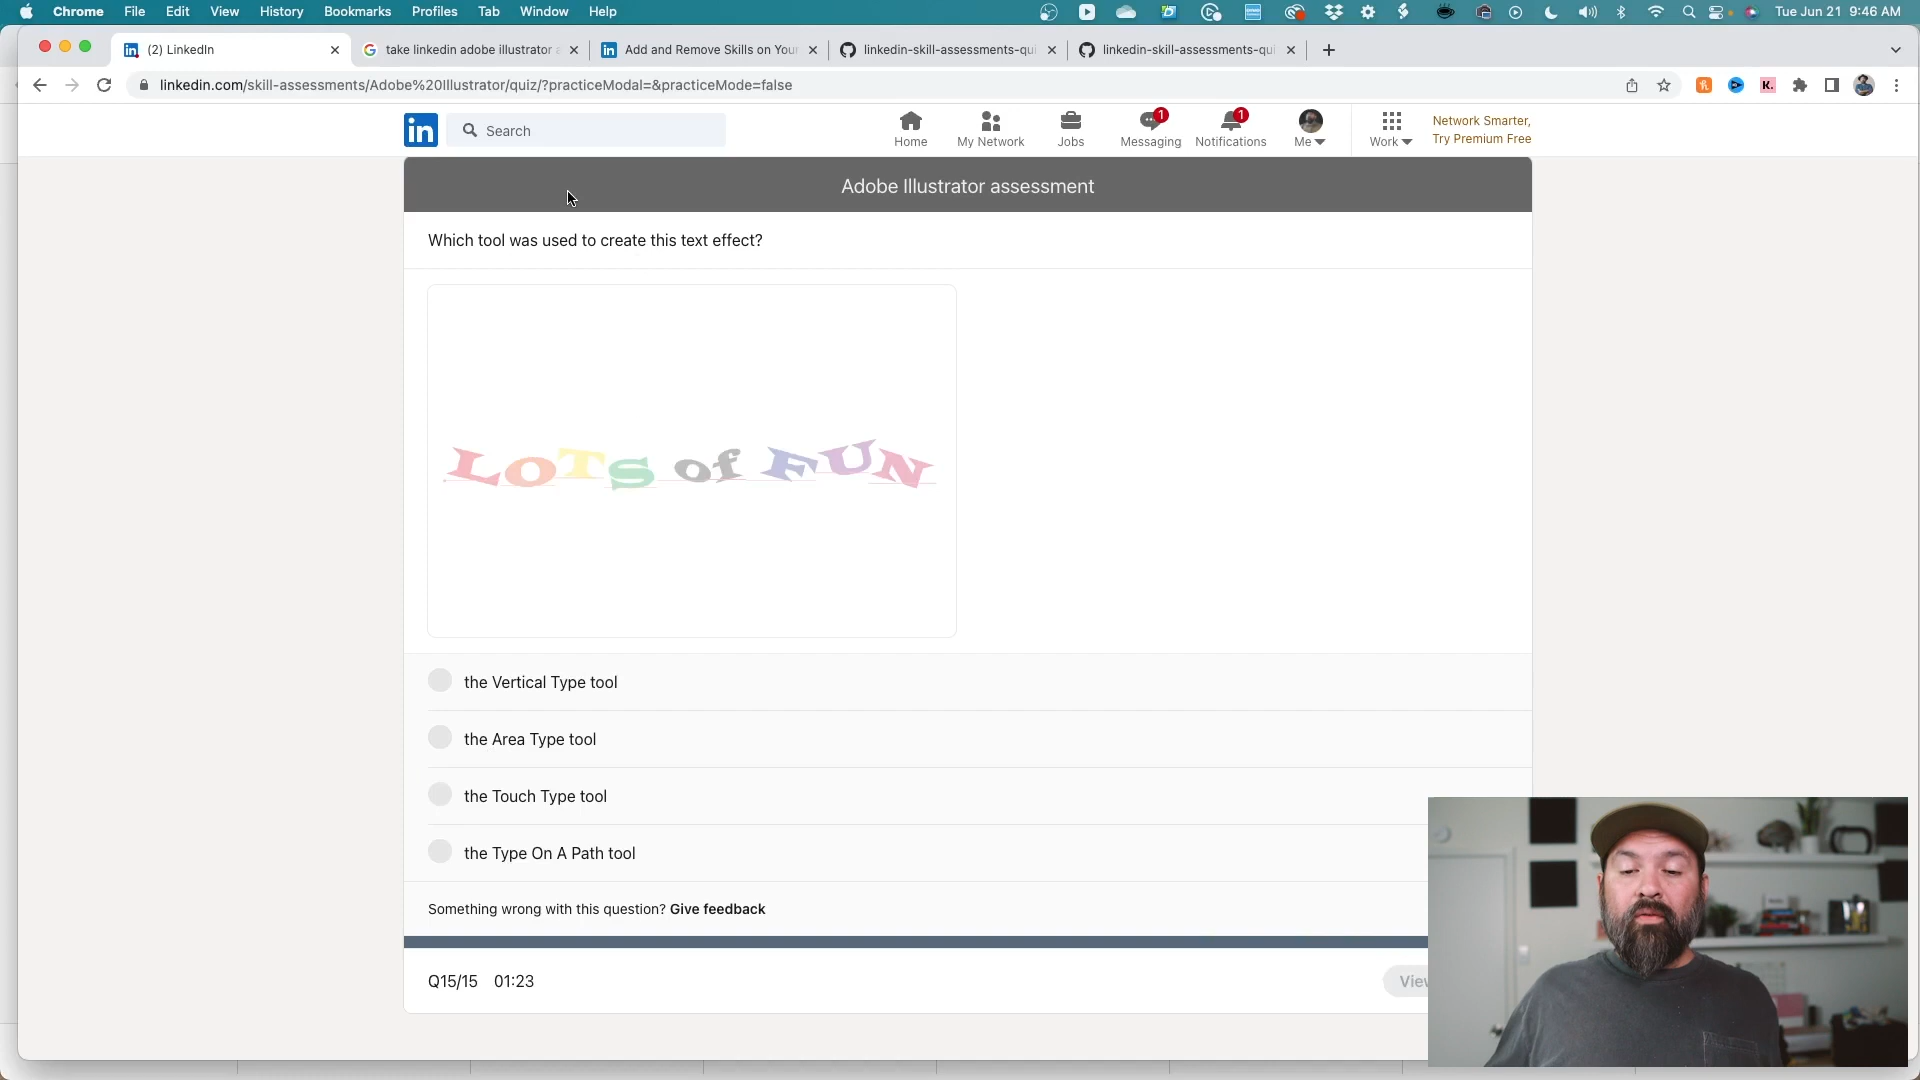 Chrome File Edit View History Bookmarks Profiles Tab Window Help
Tue Jun 21 9:46 AM
(2) LinkedIn
take linkedin adobe illustrator
Add and Remove Skills on Your
linkedin-skill-assessments-qui
linkedin-skill-assessments-qui
linkedin.com/skill-assessments/Adobe%20Illustrator/quiz/?practiceModal=&practiceMode=false
K.
in
Search
1
1
Home
My Network
Jobs
Messaging
Notifications
Me
Work
Network Smarter,
Try Premium Free
Adobe Illustrator assessment
Which tool was used to create this text effect?
LOTS of FUN
the Vertical Type tool
the Area Type tool
the Touch Type tool
the Type On A Path tool
Something wrong with this question? Give feedback
Q15/15 01:23